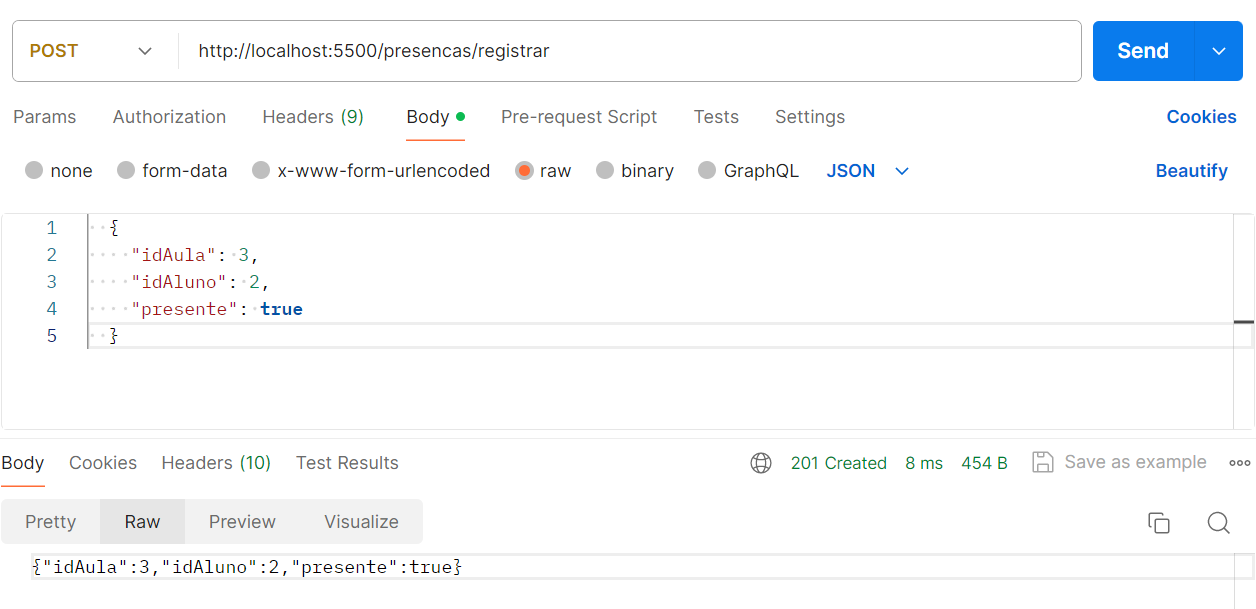 POST http://localhost:5500/presencas/registrar Send
Params Authorization Headers (9) Body Pre-request Script Tests Settings Cookies
none form-data x-www-form-urlencoded raw binary GraphQL JSON Beautify
1 {
2 "idAula": 3,
3 "idAluno": 2,
4 "presente": true
5 }
Body Cookies Headers (10) Test Results 201 Created 8 ms 454 B Save as example
Pretty Raw Preview Visualize
{"idAula":3,"idAluno":2,"presente":true}